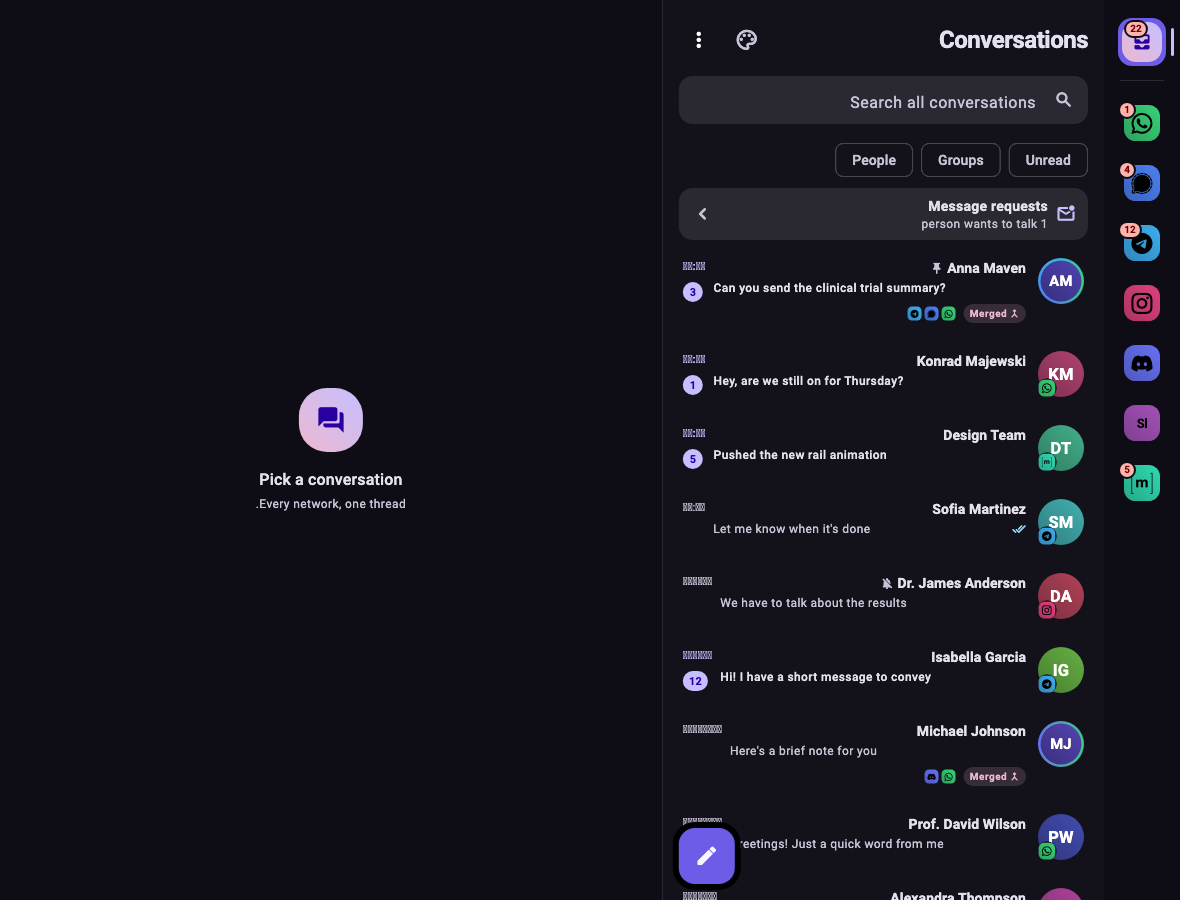 Conversations
22
Search all conversations
People
Groups
Unread
Message requests
person wants to talk 1
Anna Maven
AM
Can you send the clinical trial summary?
3
Merged
Konrad Majewski
KM
Hey, are we still on for Thursday?
1
Design Team
DT
Pushed the new rail animation
5
[m]
Sofia Martinez
SM
Let me know when it's done
Dr. James Anderson
DA
We have to talk about the results
Isabella Garcia
IG
Hi! I have a short message to convey
12
Michael Johnson
MJ
Here's a brief note for you
Merged
Prof. David Wilson
PW
reetings! Just a quick word from me
Alexandra Thompson
1
4
12
SI
5
[m]
Pick a conversation
.Every network, one thread